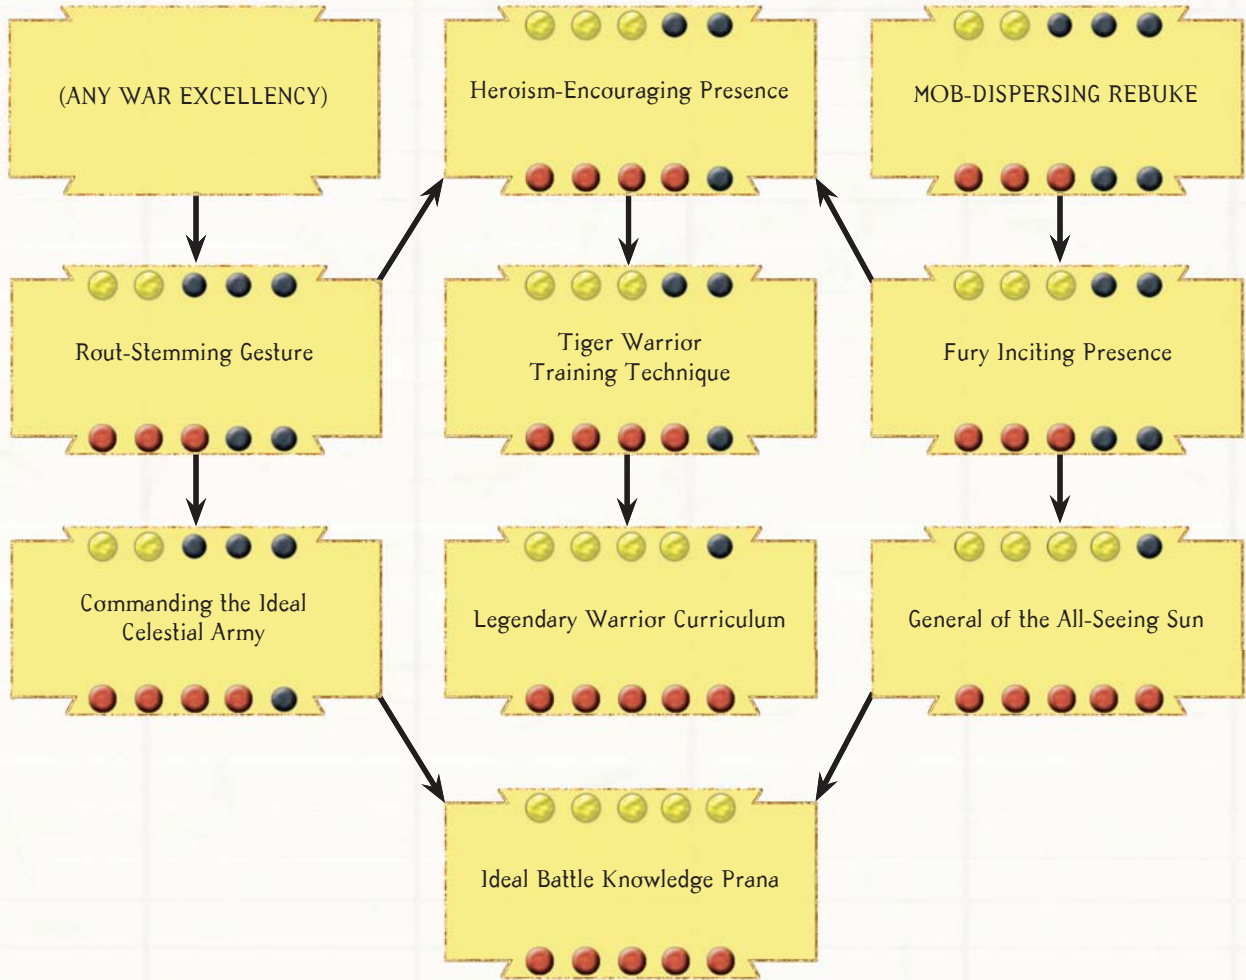 (ANY WAR EXCELLENCY)
Heroism-Encouraging Presence
MOB-DISPERSING REBUKE
Rout-Stemming Gesture
Tiger Warrior
Training Technique
Fury Inciting Presence
Commanding the Ideal
Celestial Army
Legendary Warrior Curriculum
General of the All-Seeing Sun
Ideal Battle Knowledge Prana